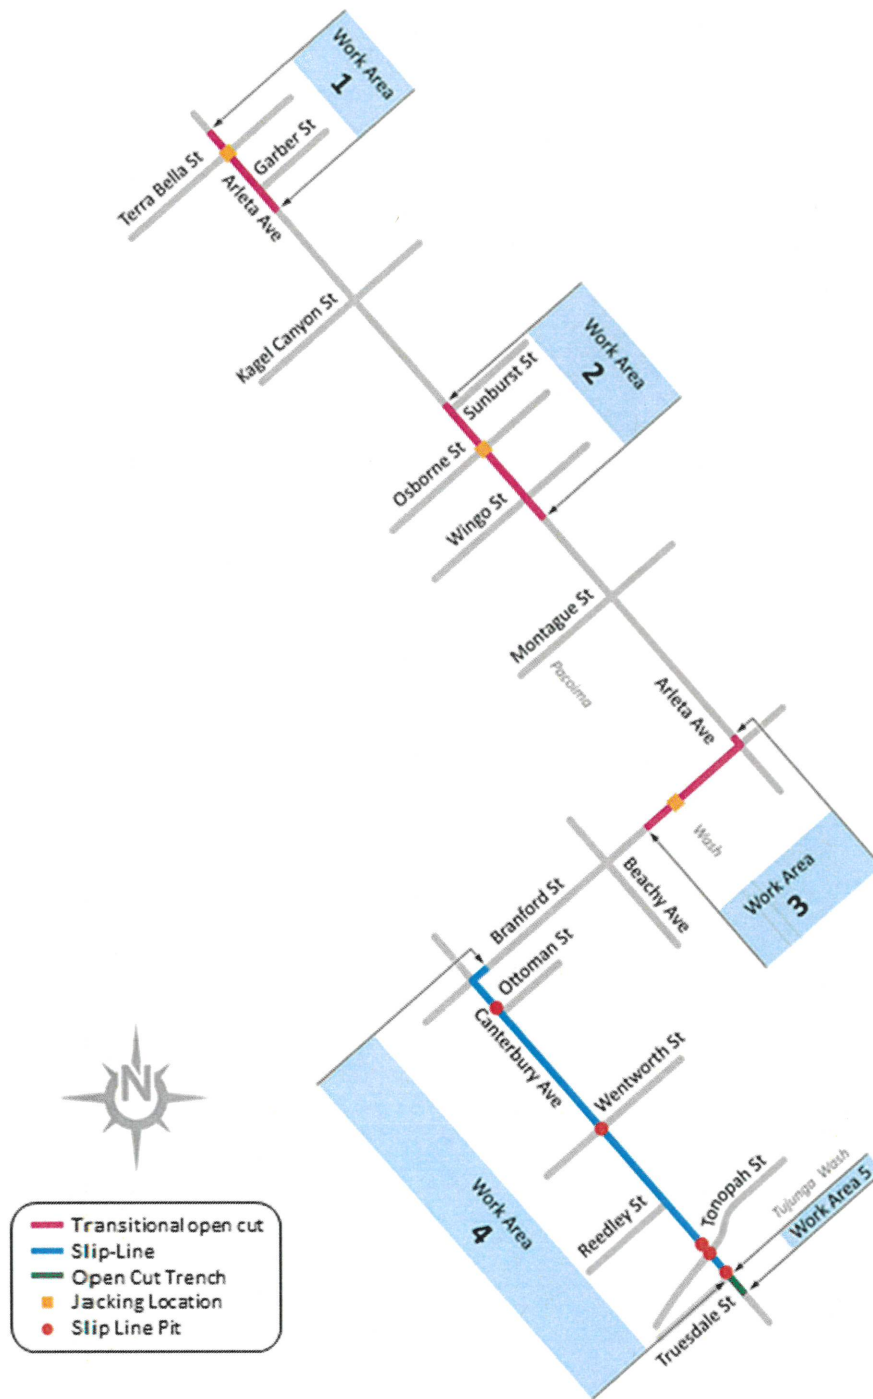 Work Area
1
Terra Bella St
Garber St
Arleta Ave
Kagel Canyon St
Work Area
2
Sunburst St
Osborne St
Wingo St
Montague St
Pacoima
Arleta Ave
Wash
Work Area
3
Beachy Ave
Branford St
Ottoman St
Canterbury Ave
Wentworth St
N
Work Area
4
Reedley St
Tonopah St
Tujunga Wash
Work Area 5
Truesdale St
Transitional open cut
Slip-Line
Open Cut Trench
Jacking Location
Slip Line Pit